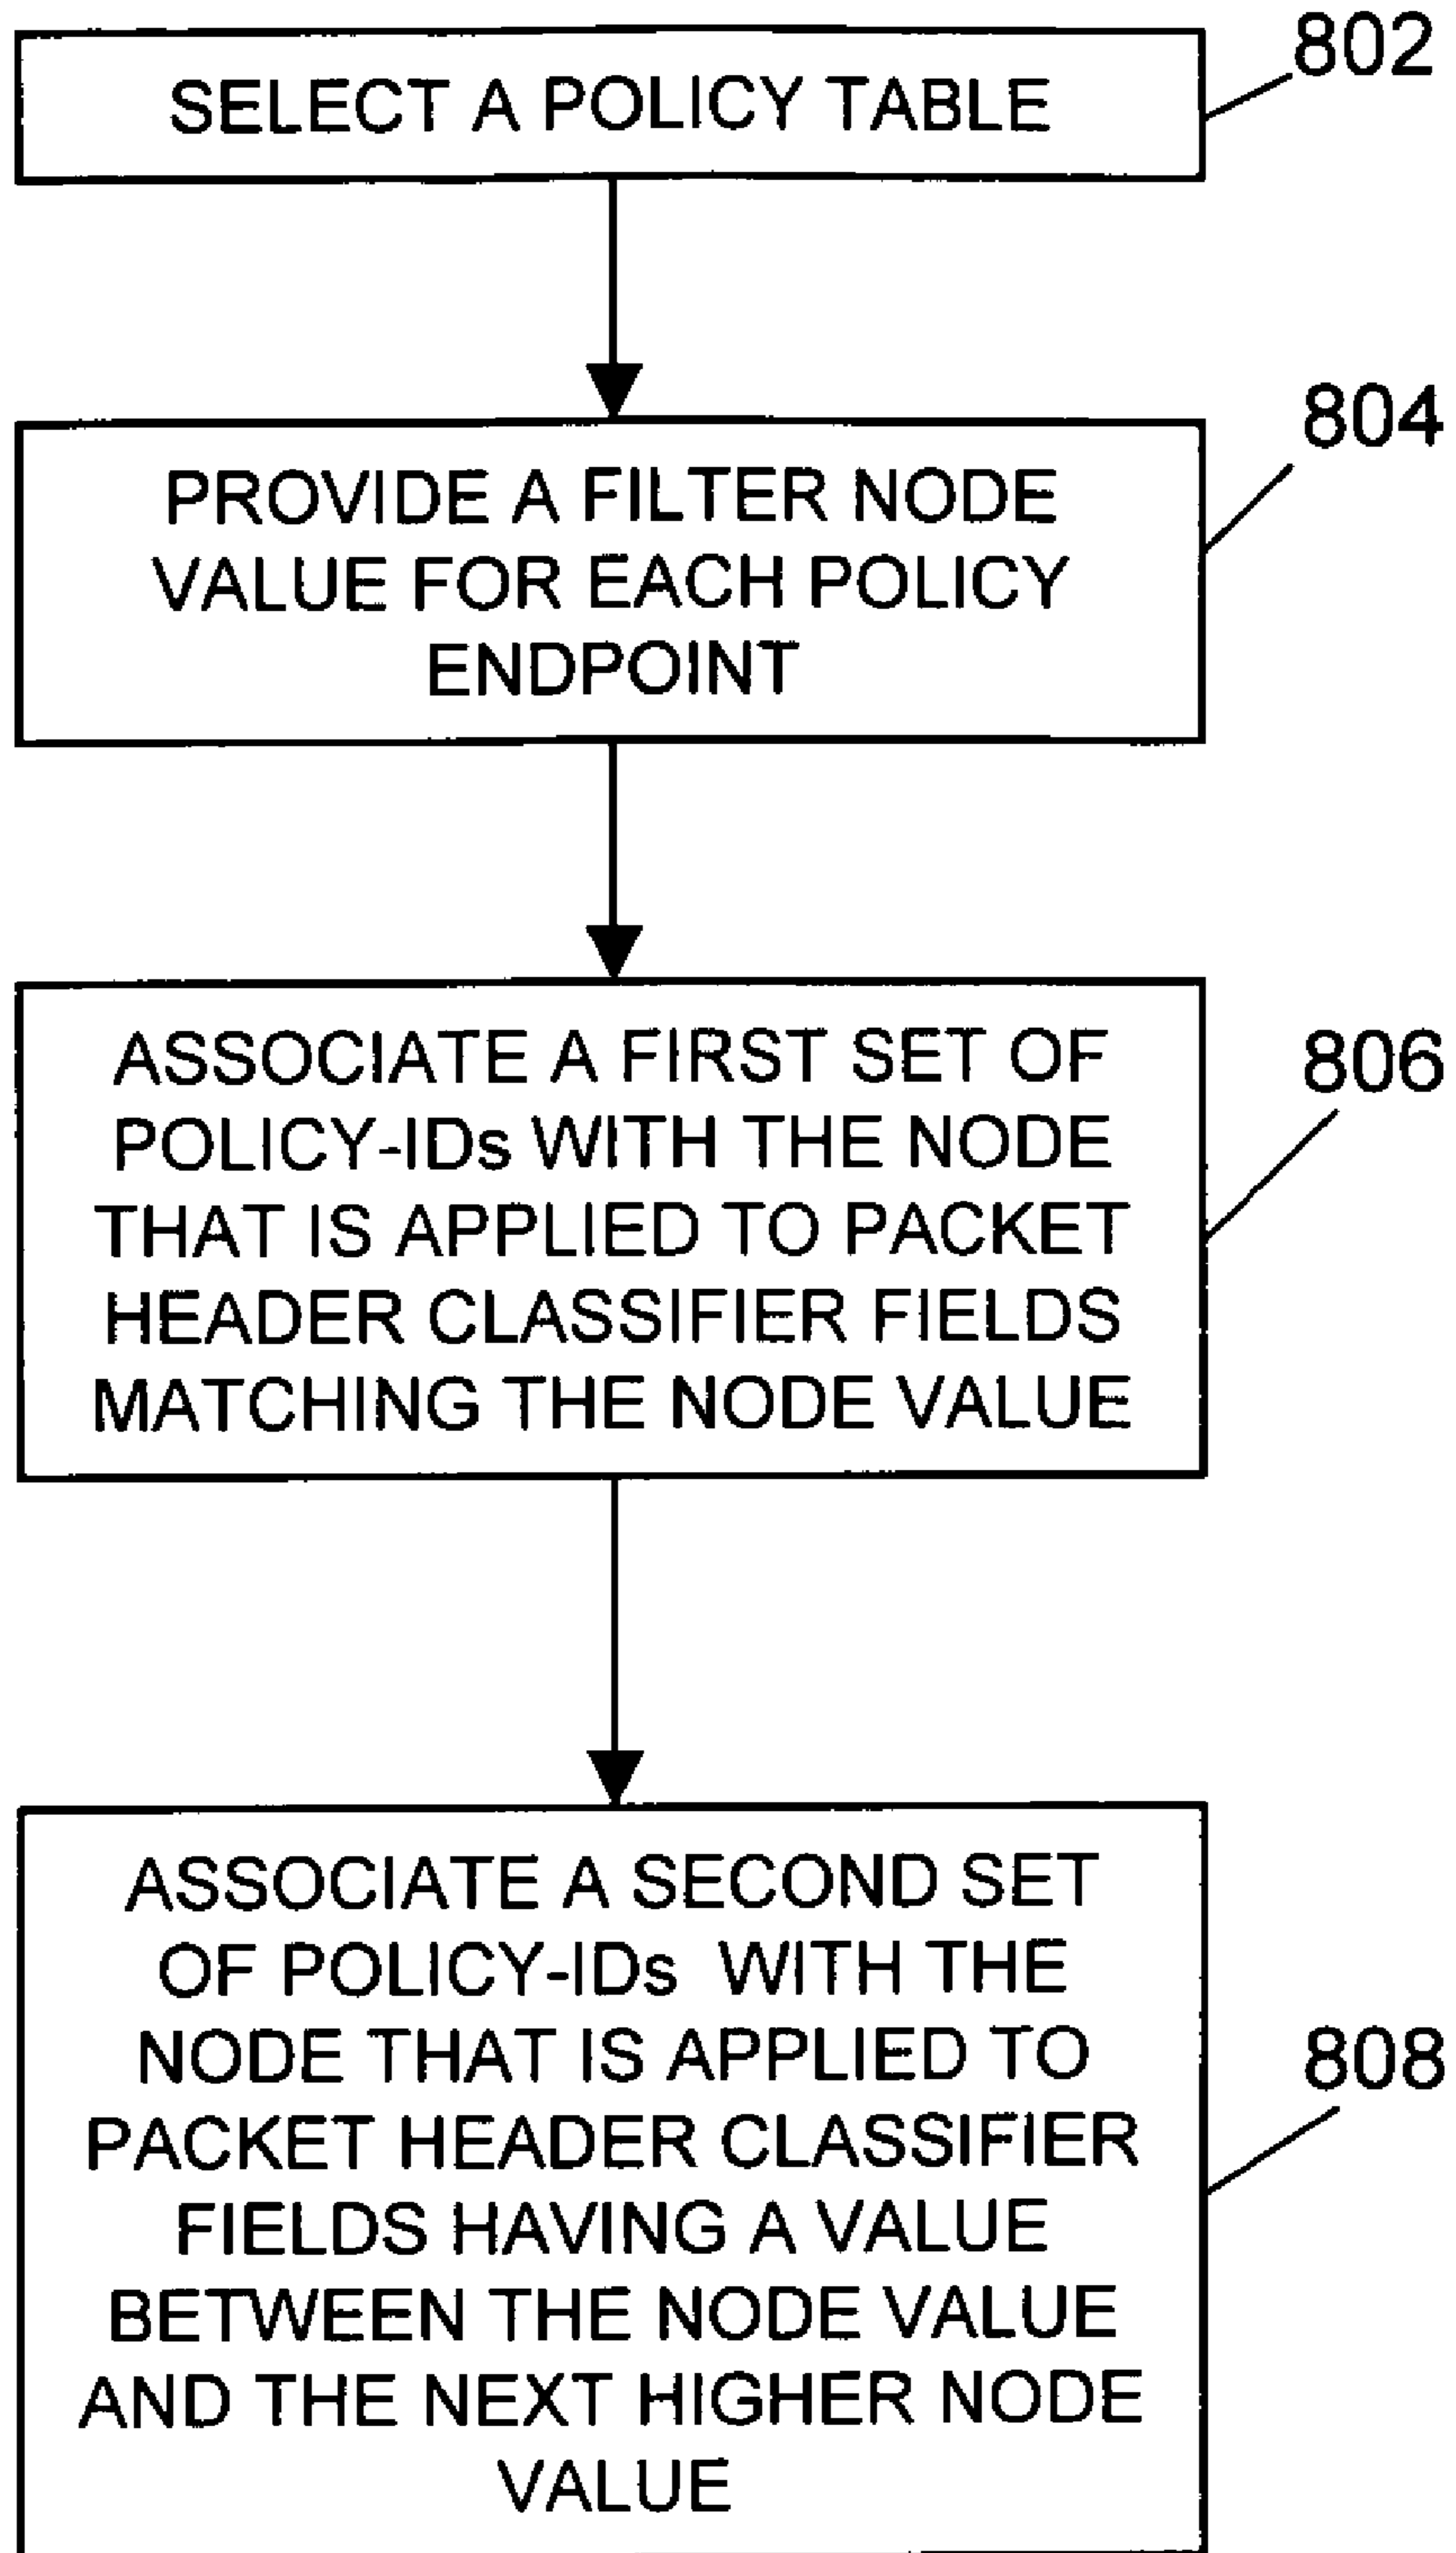 802
SELECT A POLICY TABLE
804
PROVIDE A FILTER NODE
VALUE FOR EACH POLICY
ENDPOINT
806
ASSOCIATE A FIRST SET OF
POLICY-IDs WITH THE NODE
THAT IS APPLIED TO PACKET
HEADER CLASSIFIER FIELDS
MATCHING THE NODE VALUE
808
ASSOCIATE A SECOND SET
OF POLICY-IDs WITH THE
NODE THAT IS APPLIED TO
PACKET HEADER CLASSIFIER
FIELDS HAVING A VALUE
BETWEEN THE NODE VALUE
AND THE NEXT HIGHER NODE
VALUE